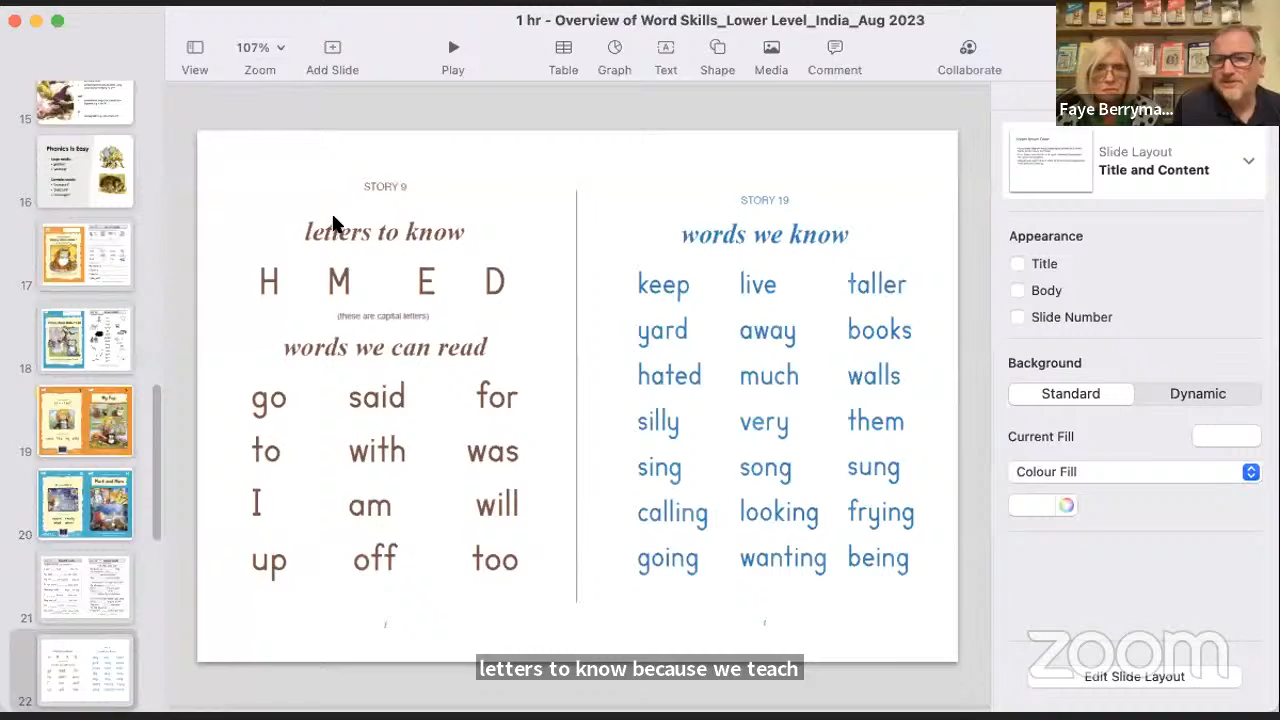 1 hr - Overview of Word Skills_Lower Level_India_Aug 2023
107%
View Zoom Add Slide Play Table Graph Text Shape Media Comment Collaborate
Faye Berryma...
15
Phonics is Easy
16
17
18
19
20
21
22
STORY 9
letters to know
H M E D
(these are capital letters)
words we can read
go said for
to with was
I am will
up off too
STORY 19
words we know
keep live taller
yard away books
hated much walls
silly very them
sing song sung
calling looking frying
going wanting being
letters to know because we teach
Slide Layout
Title and Content
Appearance
Title
Body
Slide Number
Background
Standard Dynamic
Current Fill
Colour Fill
zoom
Edit Slide Layout